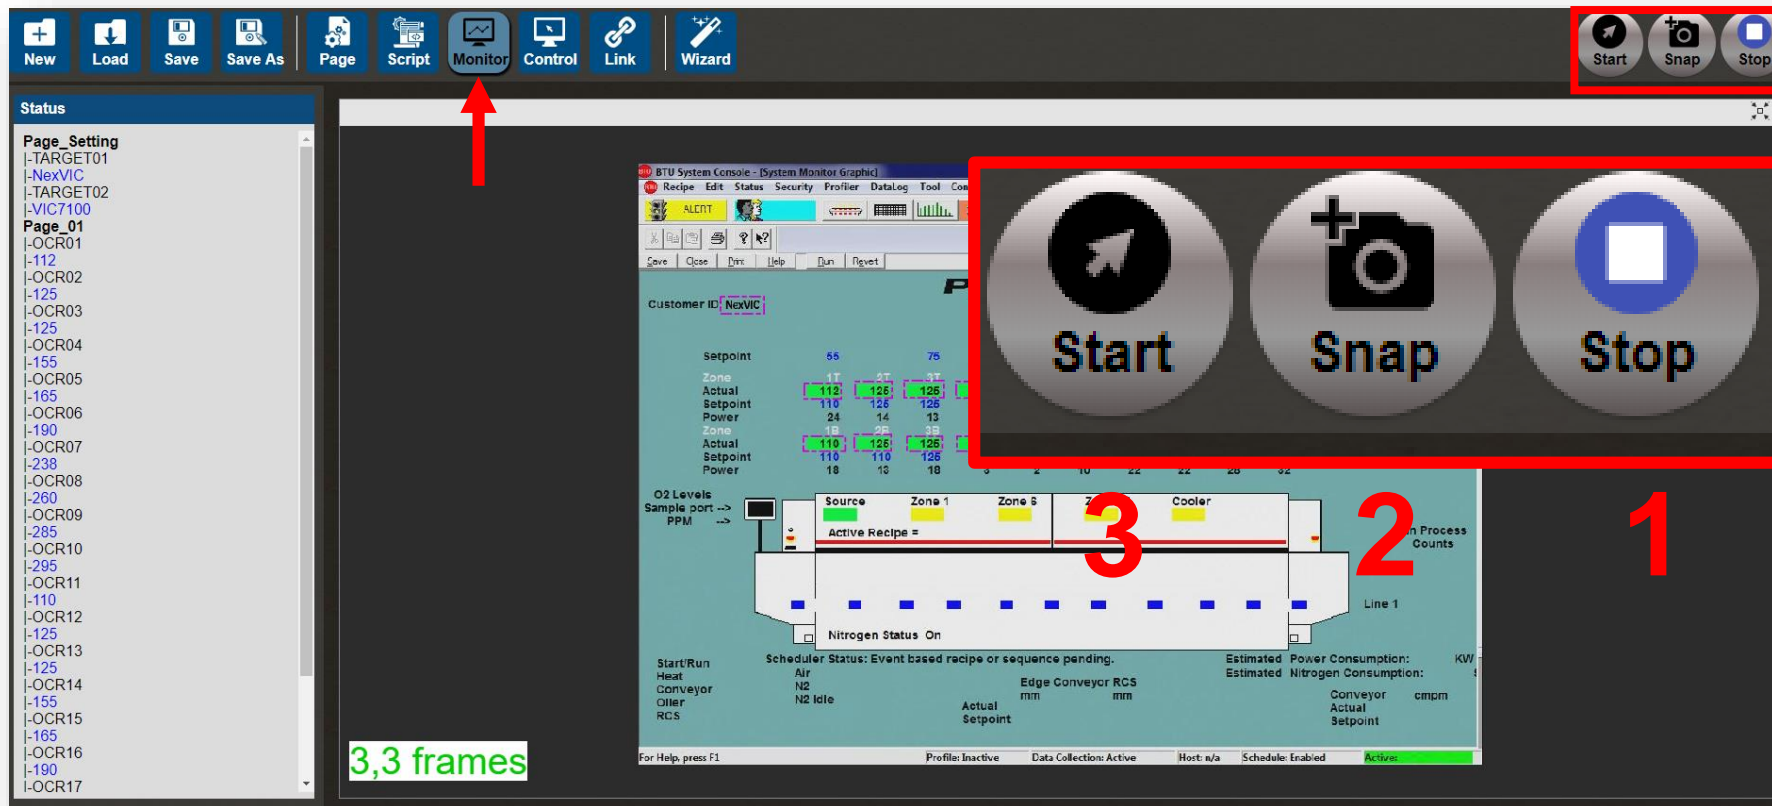 New Load Save Save As Page Script Monitor Control Link Wizard
Start Snap Stop
Status
Page_Setting
|-TARGET01
|-NexVIC
|-TARGET02
|-VIC7100
Page_01
|-OCR01
|-112
|-OCR02
|-125
|-OCR03
|-125
|-OCR04
|-155
|-OCR05
|-165
|-OCR06
|-190
|-OCR07
|-238
|-OCR08
|-260
|-OCR09
|-285
|-OCR10
|-295
|-OCR11
|-110
|-OCR12
|-125
|-OCR13
|-125
|-OCR14
|-155
|-OCR15
|-165
|-OCR16
|-190
|-OCR17
3,3 frames
BTU System Console - [System Monitor Graphic]
Recipe Edit Status Security Profiler DataLog Tool
ALERT
Save Close Print Help Run Revert
Customer ID: NexVIC
Setpoint 55 75
Zone 1T 2T 3T
Actual 112 125 125
Setpoint 110 125 125
Power 24 14 13
Zone 1B 2B 3B
Actual 110 125 125
Setpoint 110 110 125
Power 18 13 18
Start Snap Stop
3 2 1
O2 Levels
Sample port -->
PPM -->
Source Zone 1 Cooler
Active Recipe =
Process
Counts
Line 1
Nitrogen Status On
Scheduler Status: Event based recipe or sequence pending.
Start/Run
Heat
Conveyor
Oiler
RCS
Air
N2
N2 Idle
Edge Conveyor RCS
mm mm
Actual
Setpoint
Estimated Power Consumption: KW
Estimated Nitrogen Consumption:
Conveyor cmpm
Actual
Setpoint
For Help, press F1 Profile: Inactive Data Collection: Active Host: n/a Schedule: Enabled Active: